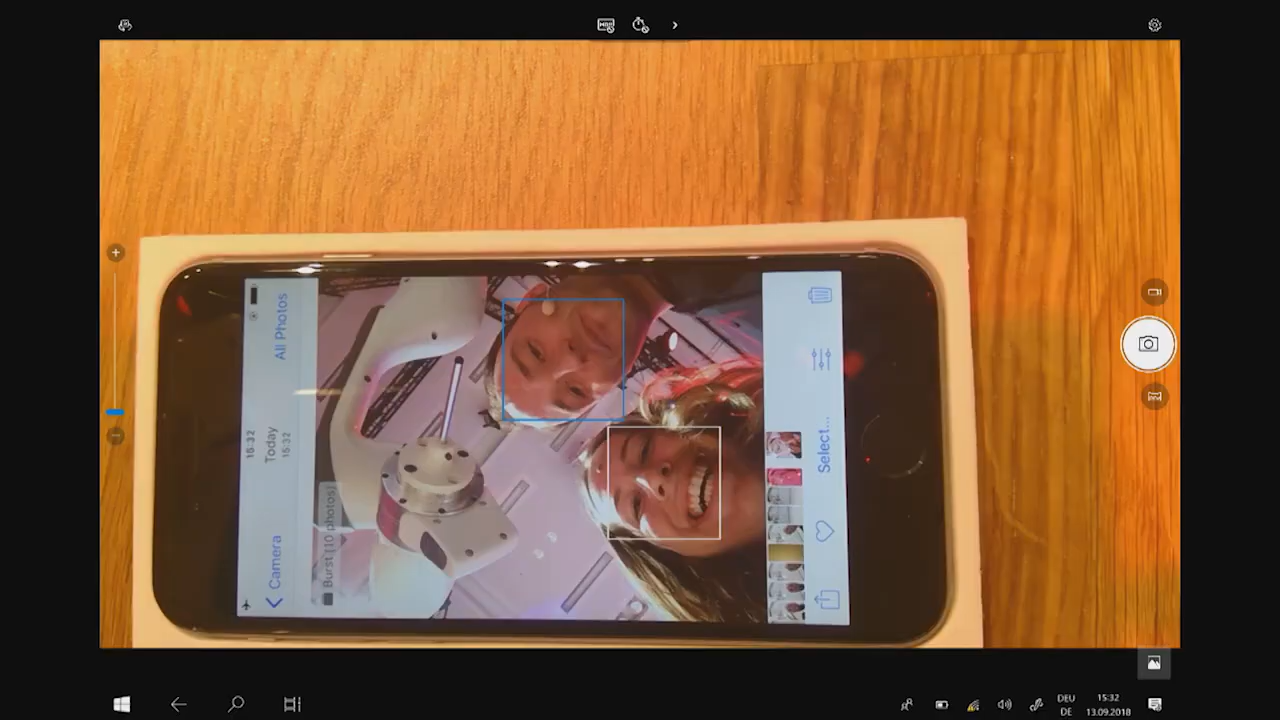 All Photos
15:32
Today
15:32
Camera
Burst (10 photos)
Select...
DEU
DE
15:32
13.09.2018